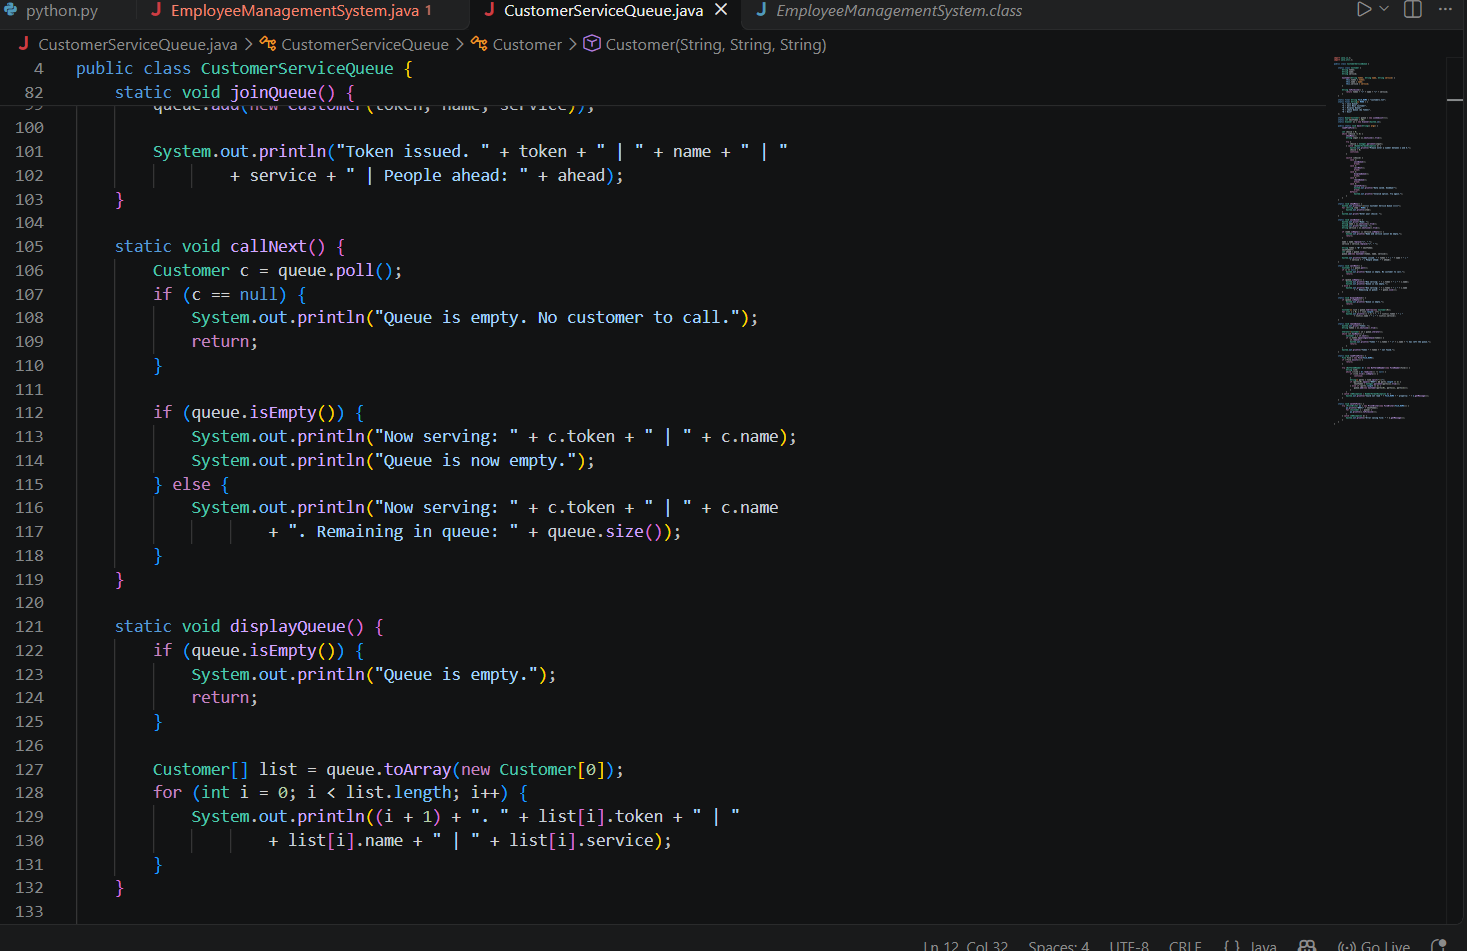 python.py EmployeeManagementSystem.java 1 CustomerServiceQueue.java EmployeeManagementSystem.class
CustomerServiceQueue.java > CustomerServiceQueue > Customer > Customer(String, String, String)
4 public class CustomerServiceQueue {
82 static void joinQueue() {
99 queue.add(new Customer(token, name, service));
100
101 System.out.println("Token issued. " + token + " | " + name + " | "
102 + service + " | People ahead: " + ahead);
103 }
104
105 static void callNext() {
106 Customer c = queue.poll();
107 if (c == null) {
108 System.out.println("Queue is empty. No customer to call.");
109 return;
110 }
111
112 if (queue.isEmpty()) {
113 System.out.println("Now serving: " + c.token + " | " + c.name);
114 System.out.println("Queue is now empty.");
115 } else {
116 System.out.println("Now serving: " + c.token + " | " + c.name
117 + ". Remaining in queue: " + queue.size());
118 }
119 }
120
121 static void displayQueue() {
122 if (queue.isEmpty()) {
123 System.out.println("Queue is empty.");
124 return;
125 }
126
127 Customer[] list = queue.toArray(new Customer[0]);
128 for (int i = 0; i < list.length; i++) {
129 System.out.println((i + 1) + ". " + list[i].token + " | "
130 + list[i].name + " | " + list[i].service);
131 }
132 }
133
Ln 12, Col 32 Spaces: 4 UTF-8 CRLF {} Java Go Live